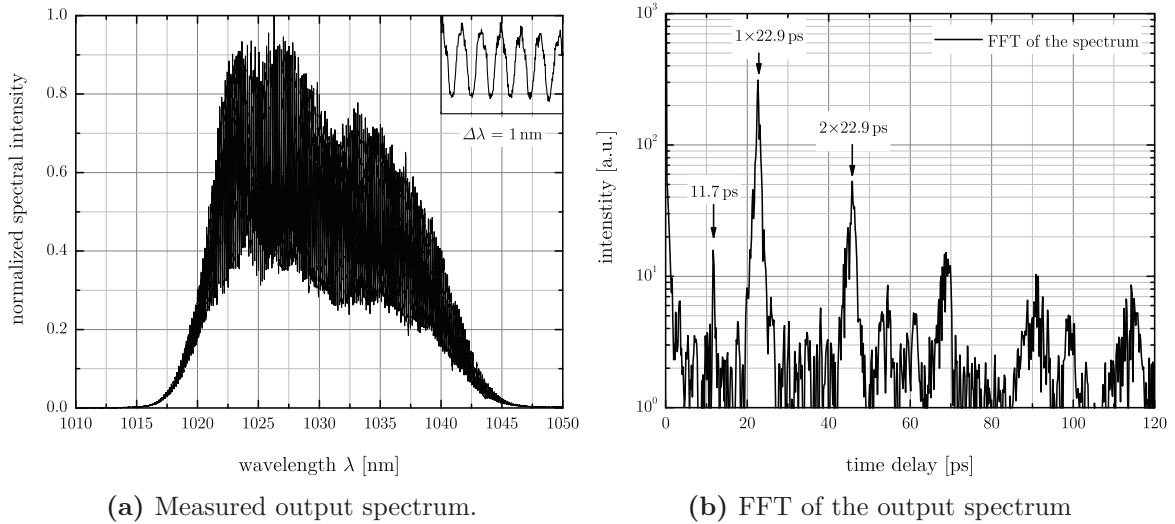 normalized spectral intensity
1.0
0.8
0.6
0.4
0.2
0.0
Δλ = 1 nm
1010 1015 1020 1025 1030 1035 1040 1045 1050
wavelength λ [nm]
(a) Measured output spectrum.
intenstity [a.u.]
10³
10²
10¹
10⁰
FFT of the spectrum
1×22.9 ps
2×22.9 ps
11.7 ps
0 20 40 60 80 100 120
time delay [ps]
(b) FFT of the output spectrum